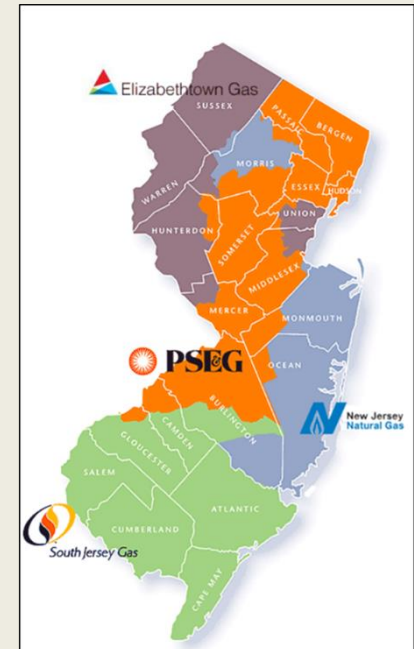 Elizabethtown Gas
SUSSEX
PASSAIC
BERGEN
MORRIS
WARREN
ESSEX
HUDSON
UNION
HUNTERDON
SOMERSET
MIDDLESEX
MERCER
MONMOUTH
PSE&G
OCEAN
BURLINGTON
New Jersey
Natural Gas
CAMDEN
GLOUCESTER
SALEM
ATLANTIC
CUMBERLAND
South Jersey Gas
CAPE MAY